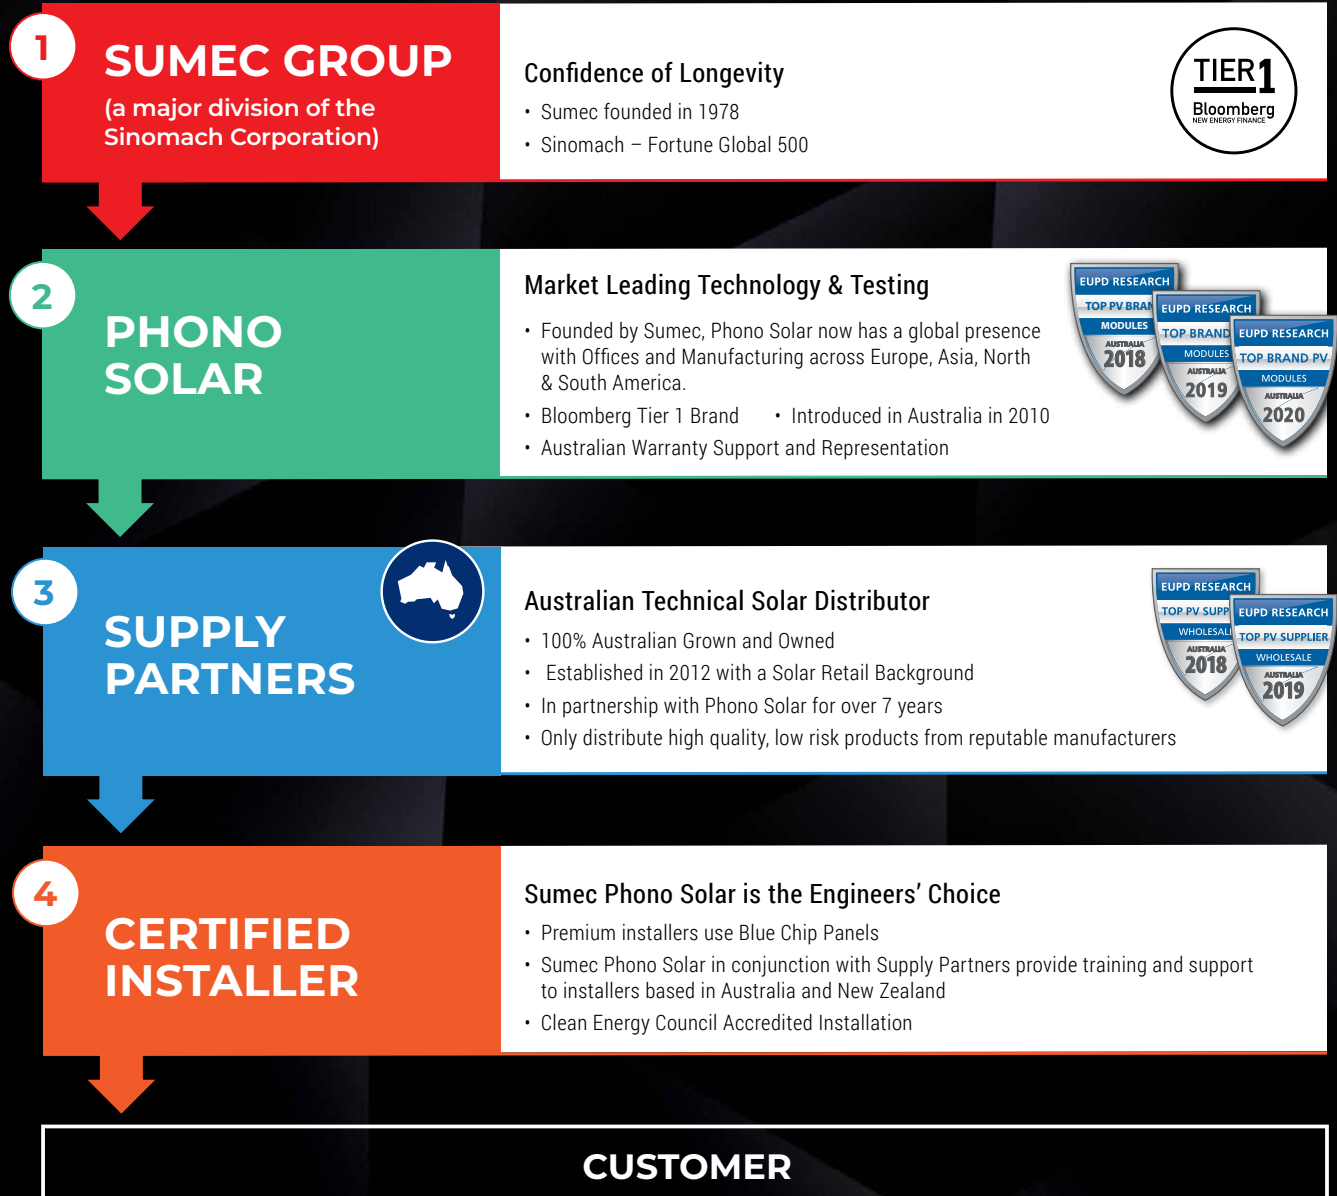 1
SUMEC GROUP
(a major division of the
Sinomach Corporation)
Confidence of Longevity
• Sumec founded in 1978
• Sinomach – Fortune Global 500
TIER 1
Bloomberg
NEW ENERGY FINANCE
2
PHONO
SOLAR
Market Leading Technology & Testing
• Founded by Sumec, Phono Solar now has a global presence
with Offices and Manufacturing across Europe, Asia, North
& South America.
• Bloomberg Tier 1 Brand • Introduced in Australia in 2010
• Australian Warranty Support and Representation
EUPD RESEARCH
TOP PV
MODULES
AUSTRALIA
2018
EUPD RESEARCH
TOP BRAND
MODULES
AUSTRALIA
2019
EUPD RESEARCH
TOP BRAND PV
MODULES
AUSTRALIA
2020
3
SUPPLY
PARTNERS
Australian Technical Solar Distributor
• 100% Australian Grown and Owned
• Established in 2012 with a Solar Retail Background
• In partnership with Phono Solar for over 7 years
• Only distribute high quality, low risk products from reputable manufacturers
EUPD RESEARCH
TOP PV
AUSTRALIA
2018
EUPD RESEARCH
TOP PV SUPPLIER
WHOLESALE
AUSTRALIA
2019
4
CERTIFIED
INSTALLER
Sumec Phono Solar is the Engineers’ Choice
• Premium installers use Blue Chip Panels
• Sumec Phono Solar in conjunction with Supply Partners provide training and support
to installers based in Australia and New Zealand
• Clean Energy Council Accredited Installation
CUSTOMER